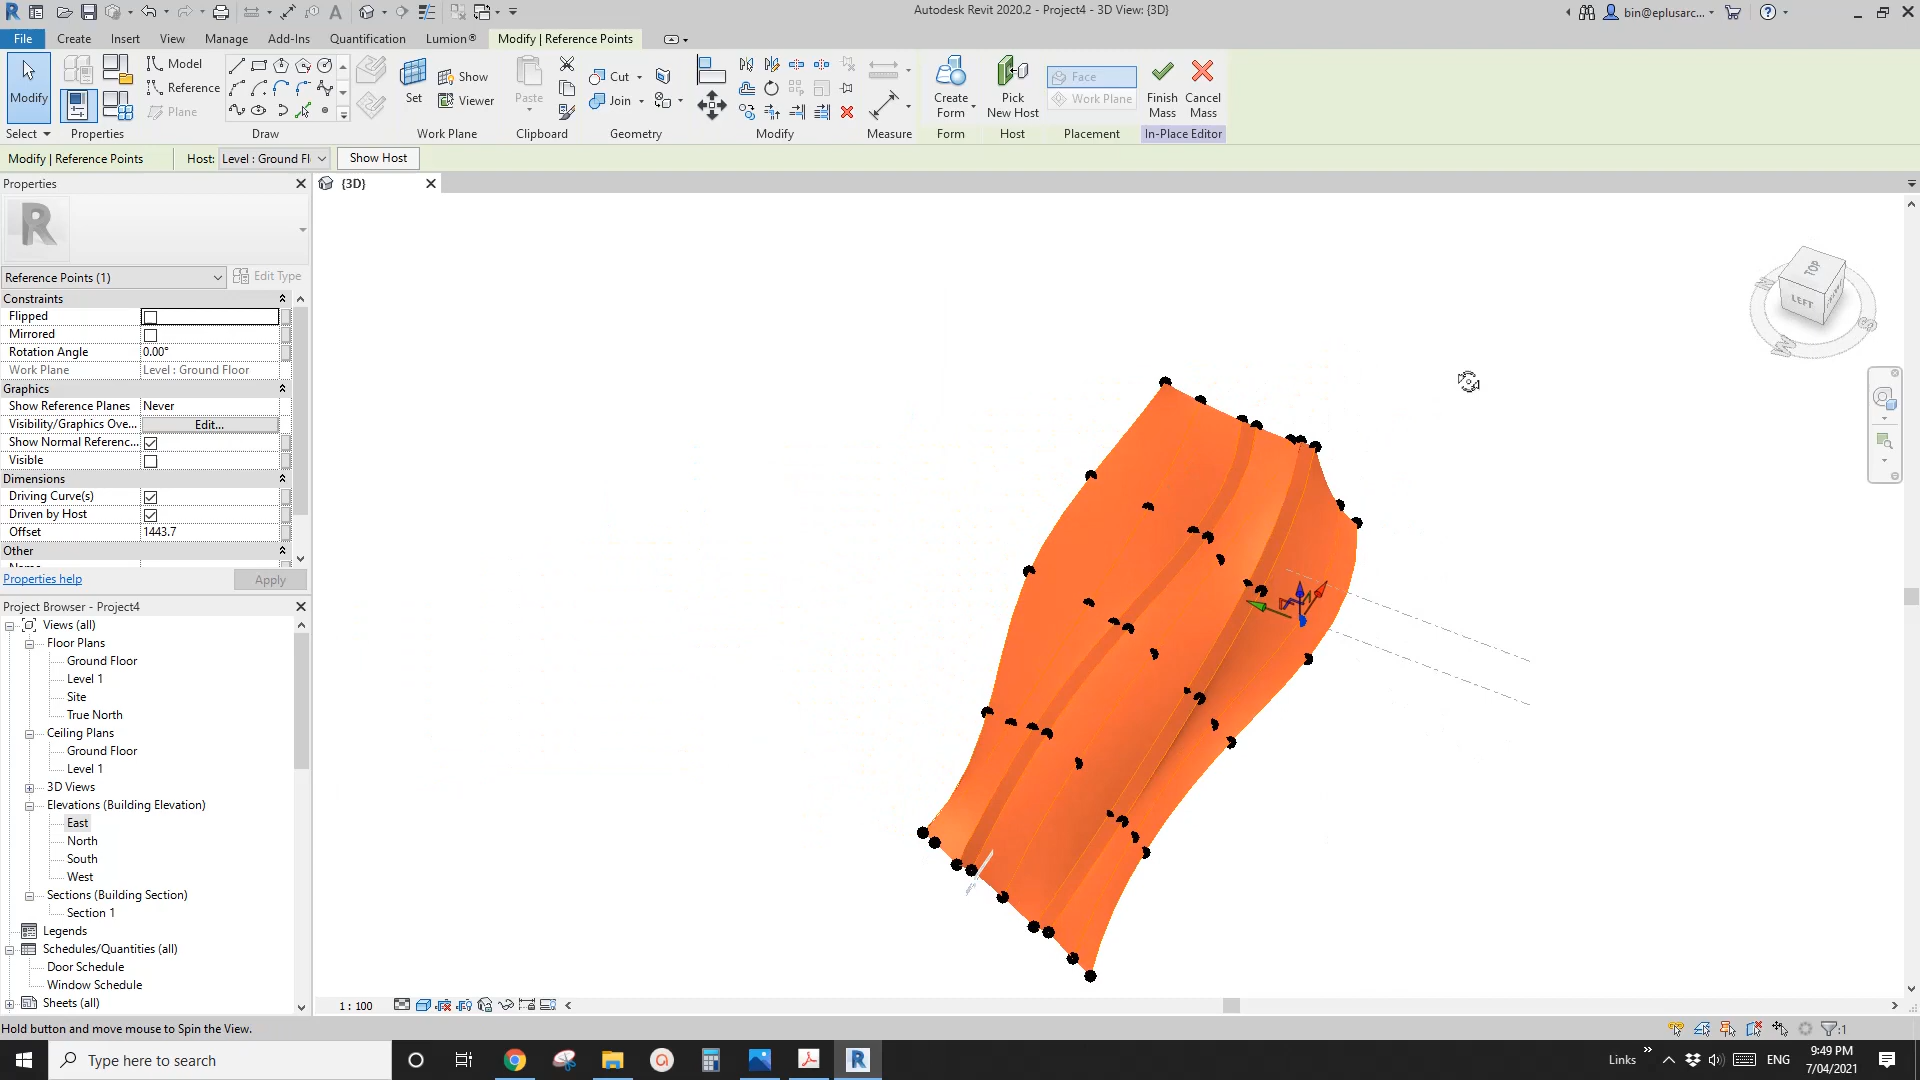 Autodesk Revit 2020.2 - Project4 - 3D View: {3D}
bin@eplusarc...
File Create Insert View Manage Add-Ins Quantification Lumion® Modify | Reference Points
Modify
Select
Properties
Model
Reference
Plane
Draw
Set
Show
Viewer
Work Plane
Paste
Clipboard
Cut
Join
Geometry
Modify
Measure
Create
Form
Form
Pick
New Host
Host
Face
Work Plane
Placement
Finish
Mass
Cancel
Mass
In-Place Editor
Modify | Reference Points
Host: Level : Ground Fl
Show Host
Properties
{3D}
R
Reference Points (1)
Edit Type
Constraints
Flipped
Mirrored
Rotation Angle 0.00°
Work Plane Level : Ground Floor
Graphics
Show Reference Planes Never
Visibility/Graphics Ove... Edit...
Show Normal Referenc...
Visible
Dimensions
Driving Curve(s)
Driven by Host
Offset 1443.7
Other
Properties help
Apply
Project Browser - Project4
Views (all)
Floor Plans
Ground Floor
Level 1
Site
True North
Ceiling Plans
Ground Floor
Level 1
3D Views
Elevations (Building Elevation)
East
North
South
West
Sections (Building Section)
Section 1
Legends
Schedules/Quantities (all)
Door Schedule
Window Schedule
Sheets (all)
TOP
LEFT
1 : 100
Hold button and move mouse to Spin the View.
:1
Type here to search
Links
ENG
9:49 PM
7/04/2021